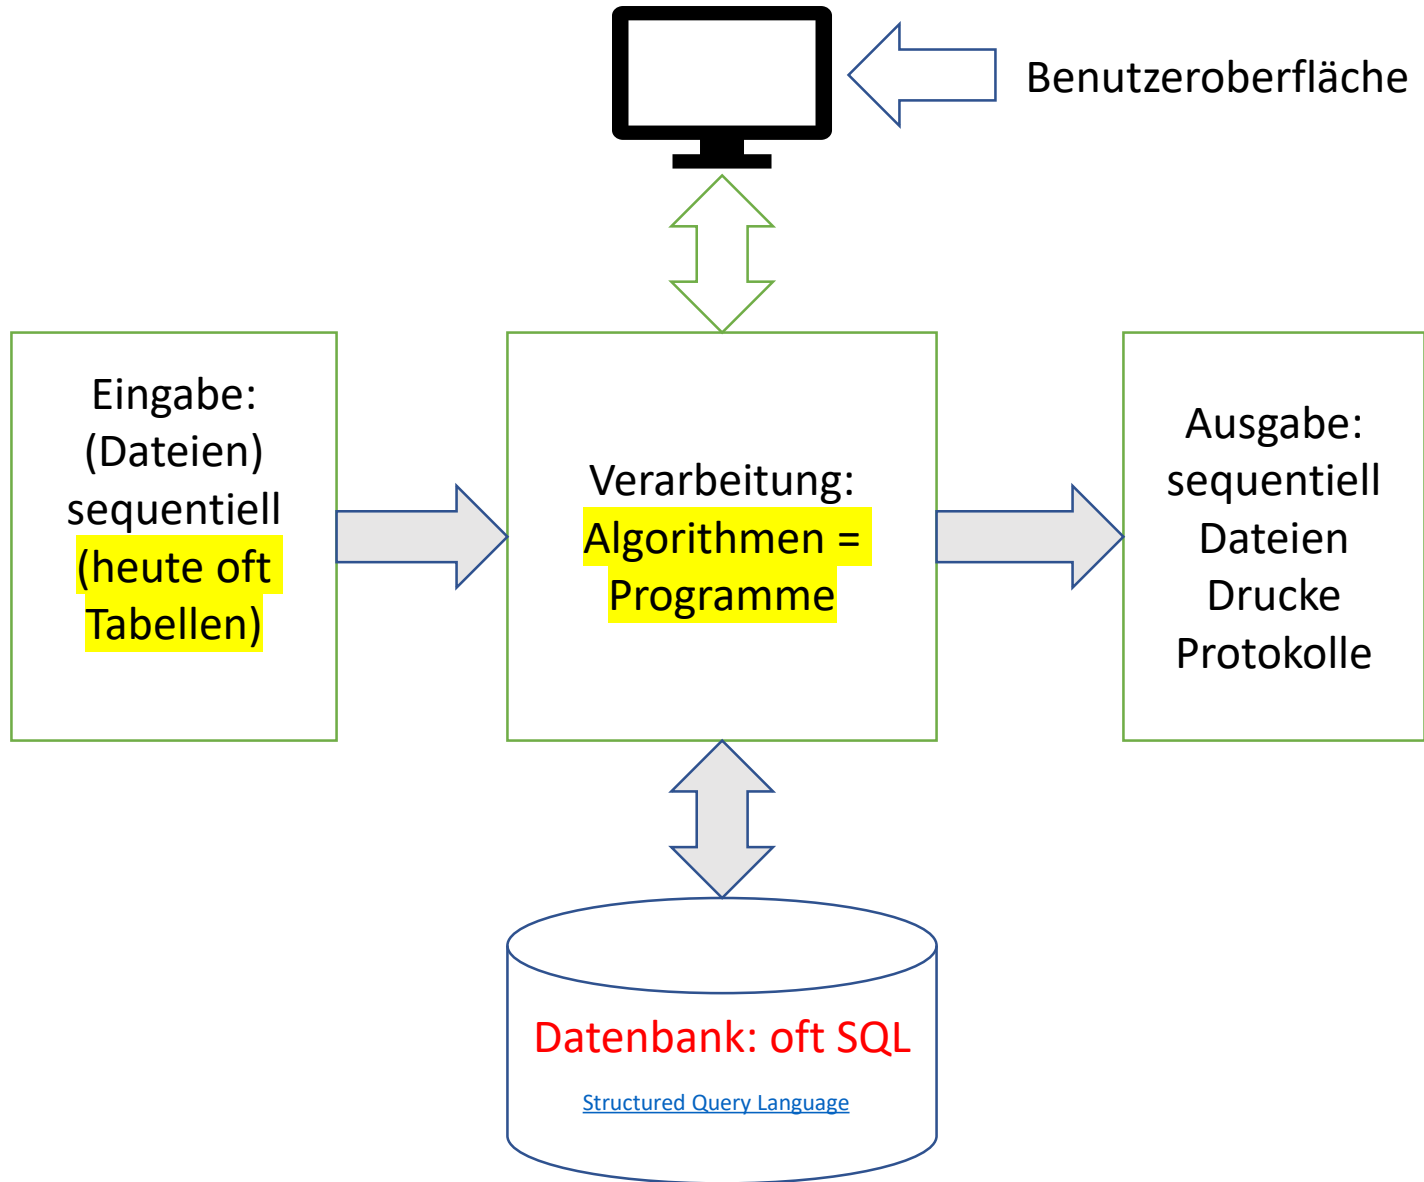 Benutzeroberfläche
Eingabe:
(Dateien)
sequentiell
(heute oft
Tabellen)
Verarbeitung:
Algorithmen =
Programme
Ausgabe:
sequentiell
Dateien
Drucke
Protokolle
Datenbank: oft SQL
Structured Query Language